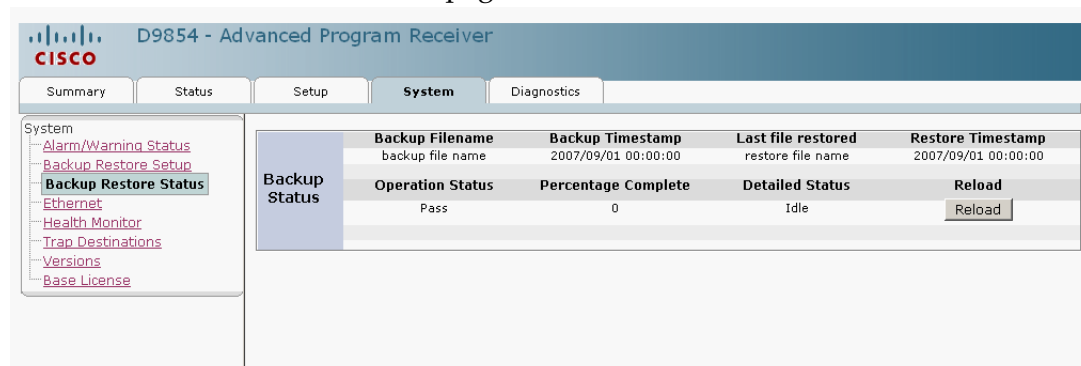 page
CISCO
D9854 - Advanced Program Receiver
Summary Status Setup System Diagnostics
System
Alarm/Warning Status
Backup Restore Setup
Backup Restore Status
Ethernet
Health Monitor
Trap Destinations
Versions
Base License
Backup Status
Backup Filename Backup Timestamp Last file restored Restore Timestamp
backup file name 2007/09/01 00:00:00 restore file name 2007/09/01 00:00:00
Operation Status Percentage Complete Detailed Status Reload
Pass 0 Idle Reload